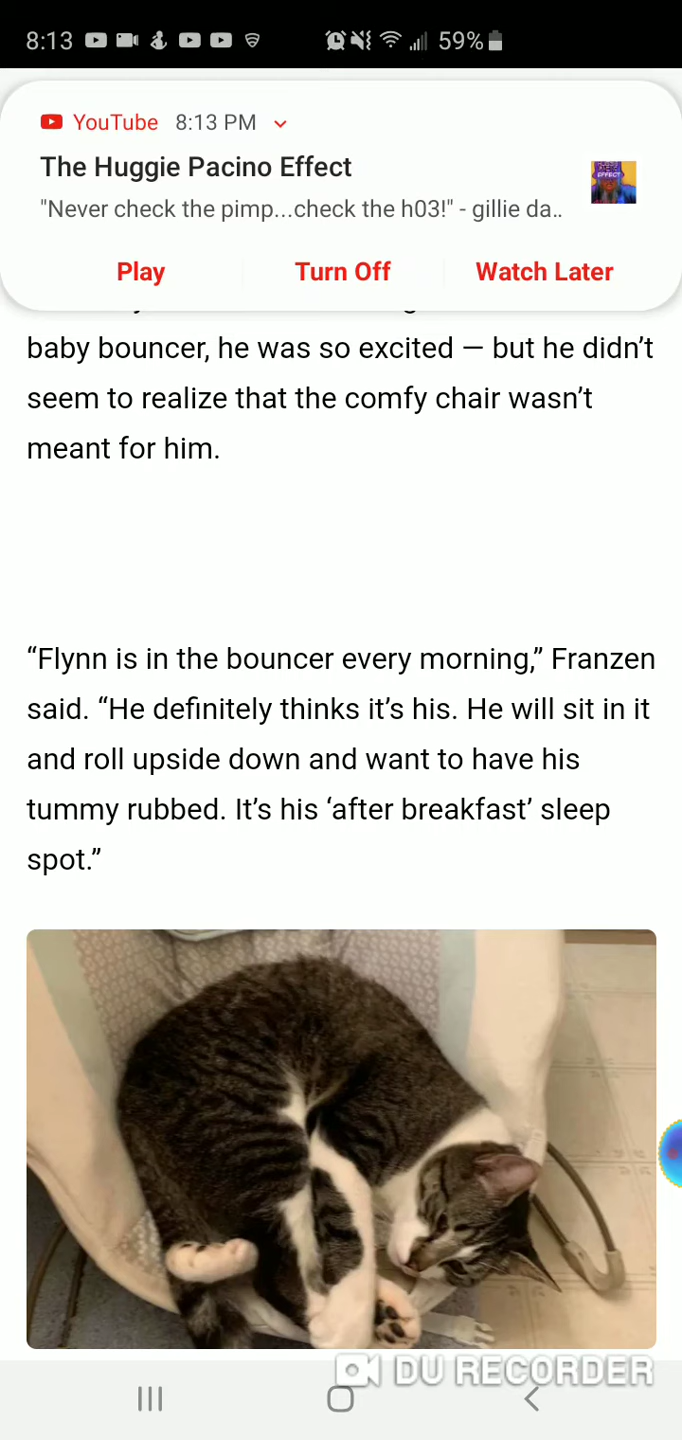 8:13
59%
YouTube 8:13 PM
The Huggie Pacino Effect
"Never check the pimp...check the h03!" - gillie da..
EFFECT
Play Turn Off Watch Later
baby bouncer, he was so excited — but he didn’t
seem to realize that the comfy chair wasn’t
meant for him.
“Flynn is in the bouncer every morning,” Franzen
said. “He definitely thinks it’s his. He will sit in it
and roll upside down and want to have his
tummy rubbed. It’s his ‘after breakfast’ sleep
spot.”
DU RECORDER